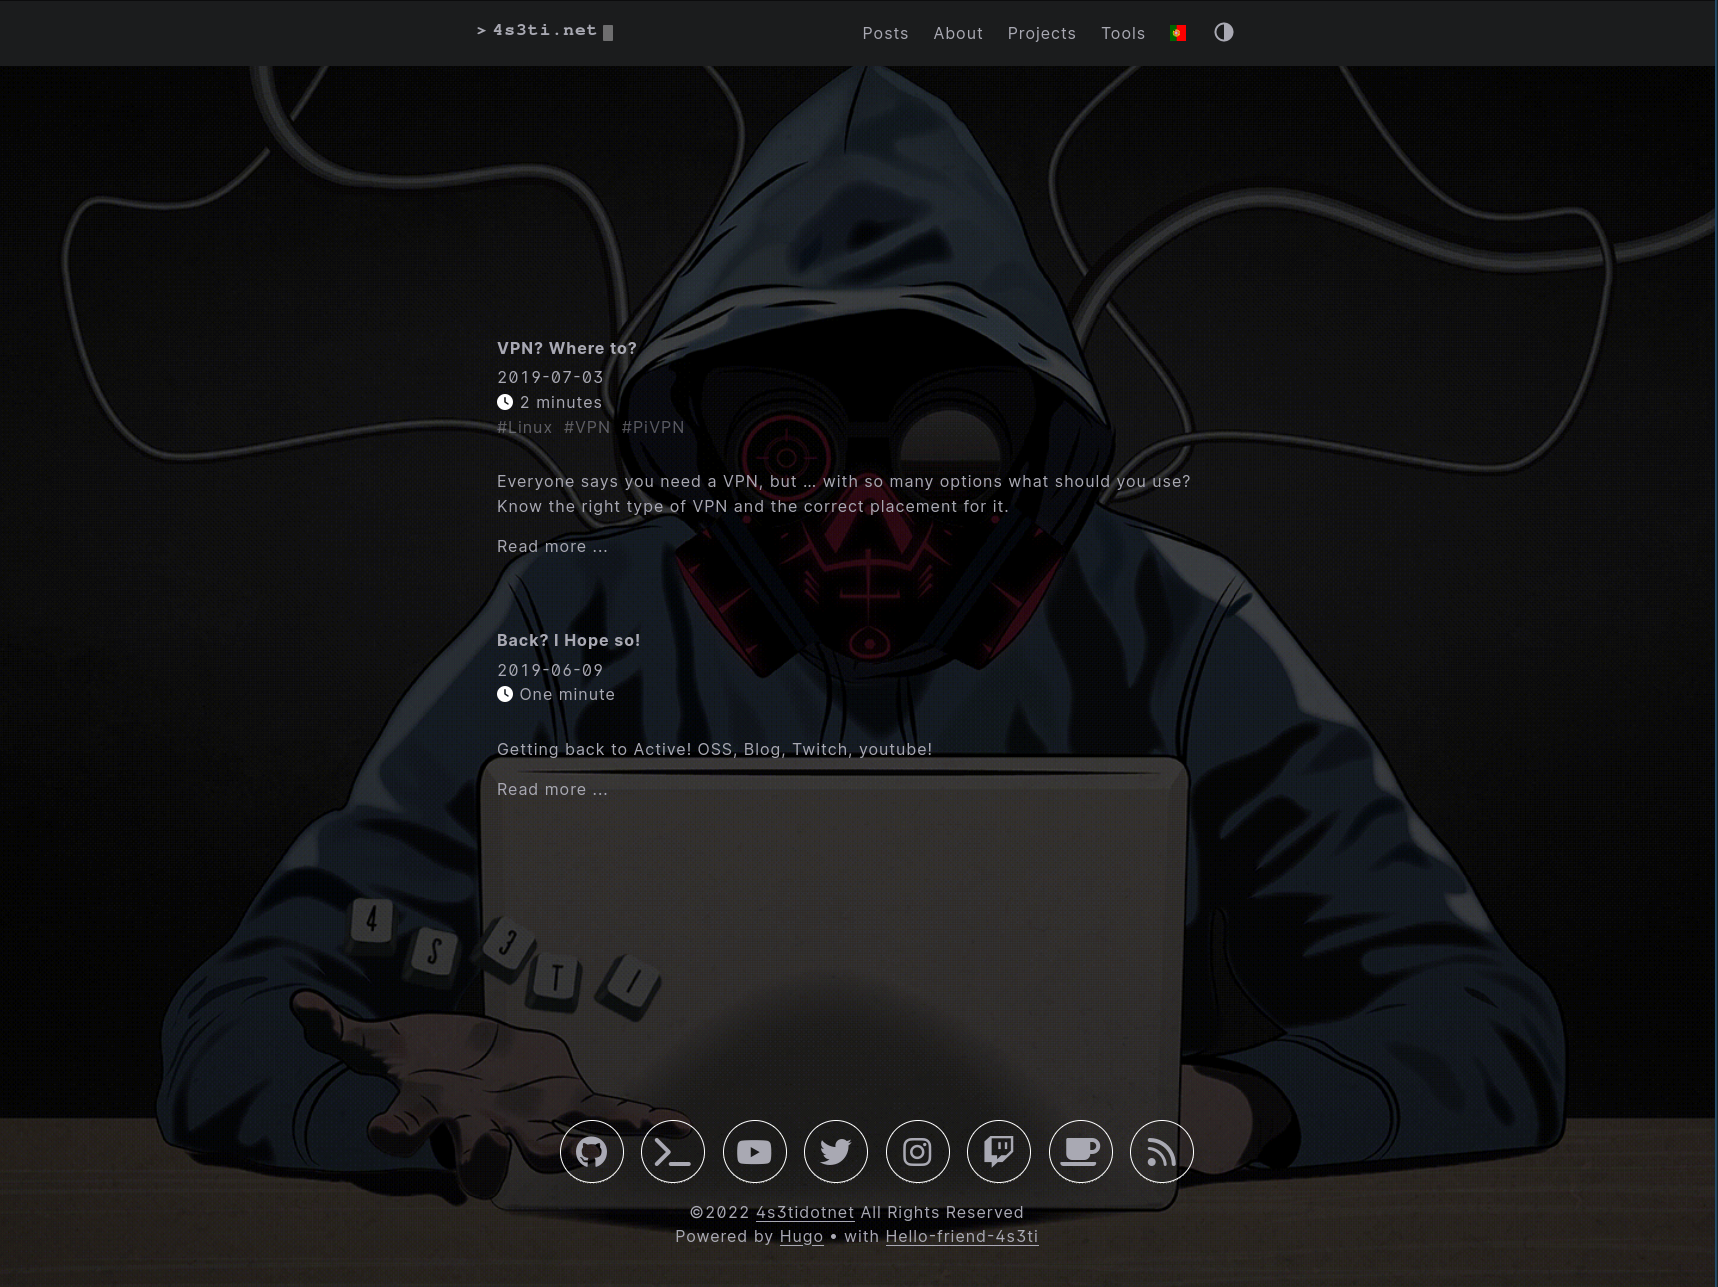 > 4s3ti.net
Posts About Projects Tools
VPN? Where to?
2019-07-03
2 minutes
#Linux #VPN #PiVPN
Everyone says you need a VPN, but … with so many options what should you use?
Know the right type of VPN and the correct placement for it.
Read more ...
Back? I Hope so!
2019-06-09
One minute
Getting back to Active! OSS, Blog, Twitch, youtube!
Read more ...
4 S 3 T I
©2022 4s3tidotnet All Rights Reserved
Powered by Hugo • with Hello-friend-4s3ti